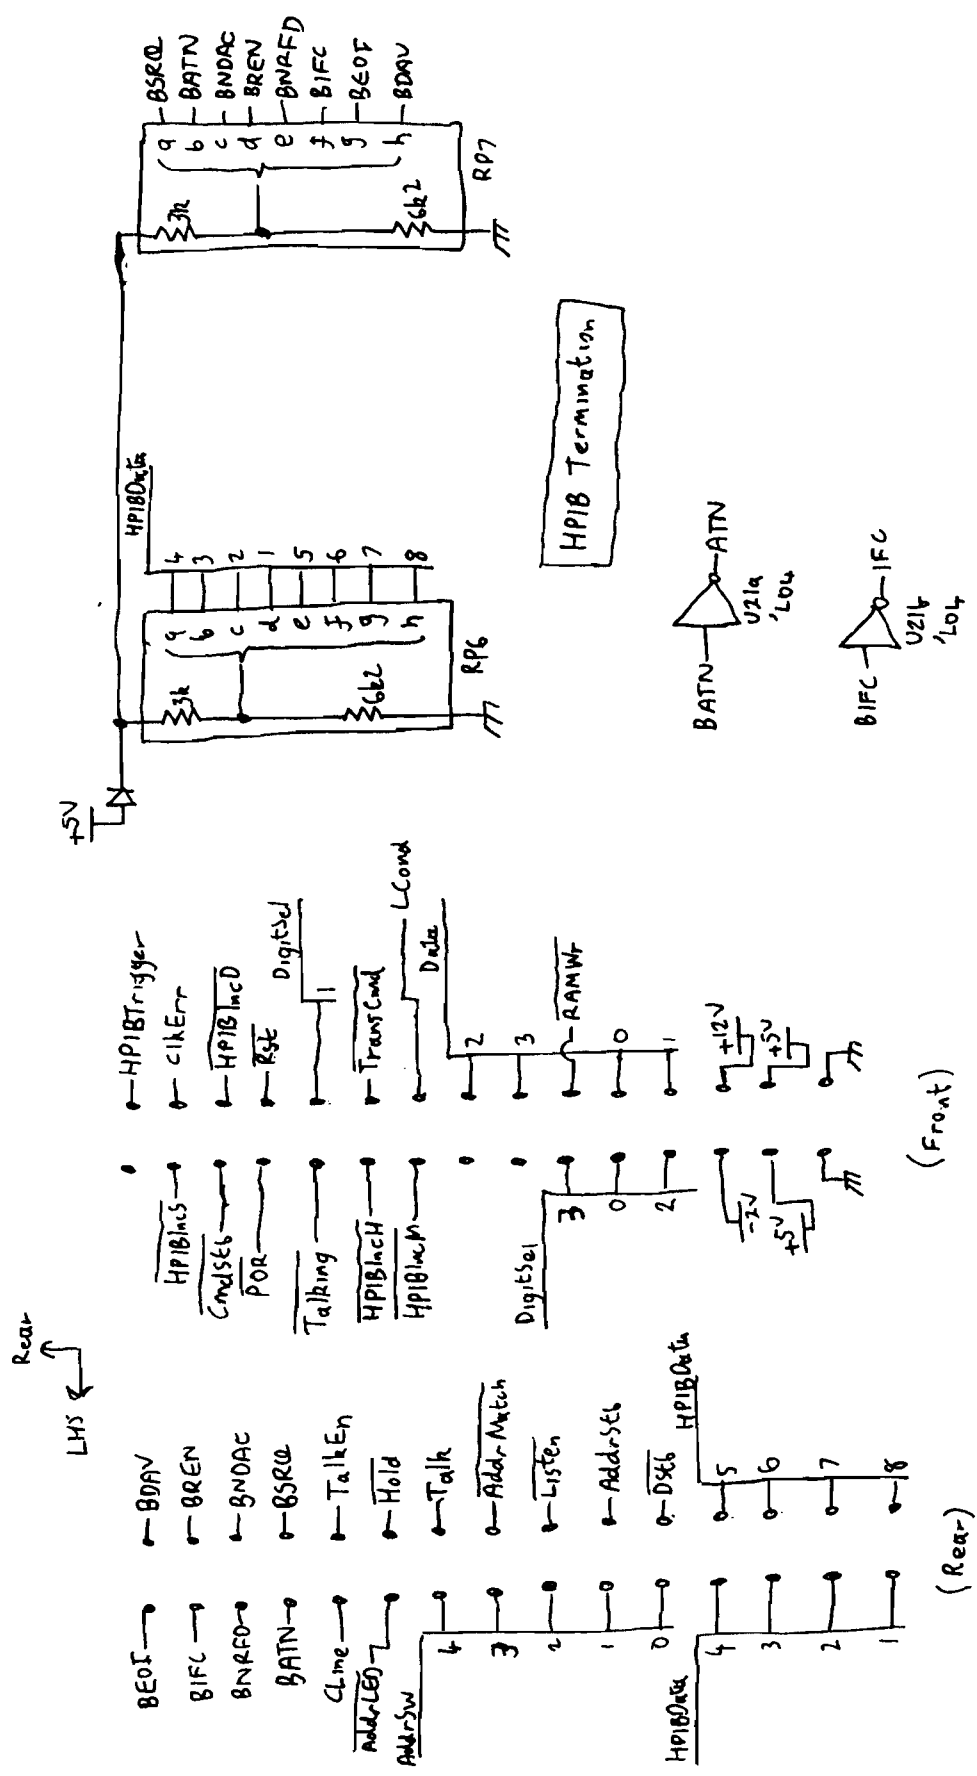 Rear
LHS
BEOI
BIFC
BNRFD
BATN
CLine
AddrLED
AddrSw
4
3
2
1
0
HPIBData
4
3
2
1
BDAV
BREN
BNDAC
BSRQ
TalkEn
Hold
Talk
AddrMatch
Listen
AddrStb
DStb
HPIBData
5
6
7
8
(Rear)
HPIBIncS
CmdStb
POR
Talking
HPIBIncH
HPIBIncM
DigitSel
3
0
2
-2V
+5V
HPIBTrigger
ClkErr
HPIBIncD
Rst
DigitSel
1
TransCond
LCond
Data
2
3
RAMWr
0
1
+12V
+5V
(Front)
+5V
3k
6k2
a
b
c
d
e
f
g
h
RP6
HPIBData
4
3
2
1
5
6
7
8
3k
6k2
a
b
c
d
e
f
g
h
RP7
BSRQ
BATN
BNDAC
BREN
BNRFD
BIFC
BEOI
BDAV
HPIB Termination
BATN
ATN
U21a
'L04
BIFC
IFC
U21b
'L04